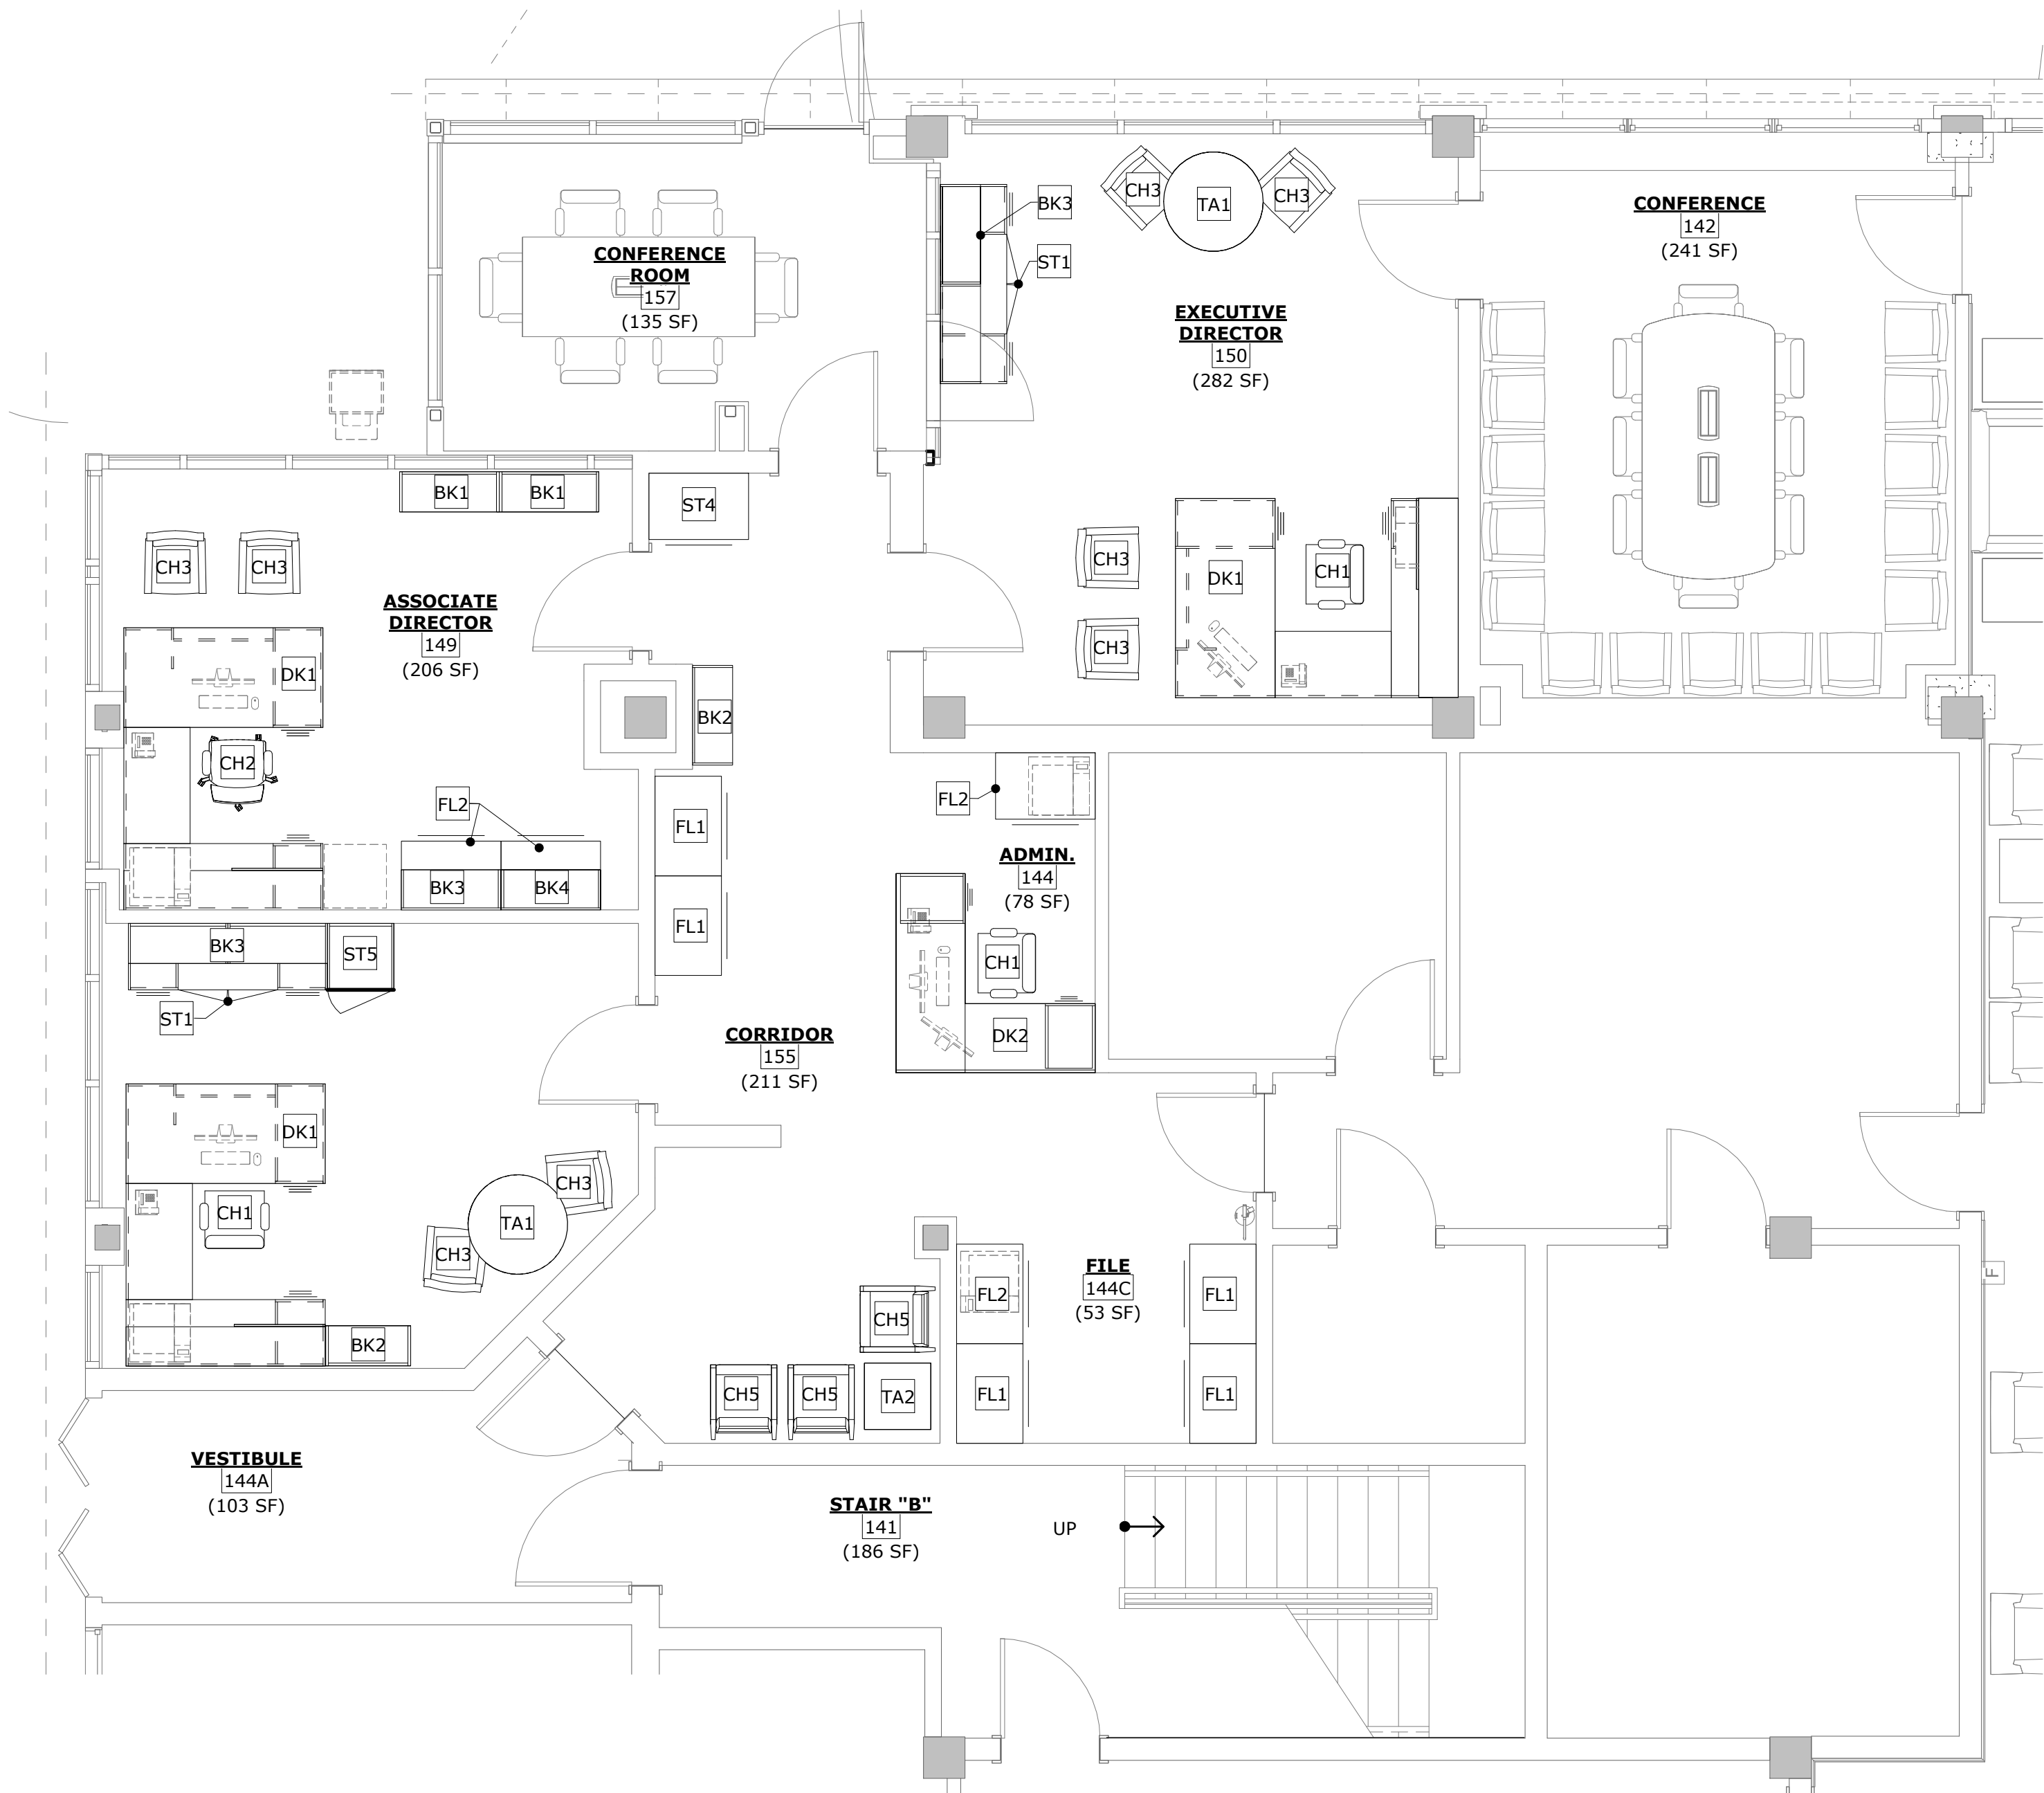 CONFERENCE
ROOM
157
(135 SF)
BK3
ST1
CH3
TA1
CH3
EXECUTIVE
DIRECTOR
150
(282 SF)
CONFERENCE
142
(241 SF)
BK1
BK1
ST4
CH3
CH3
ASSOCIATE
DIRECTOR
149
(206 SF)
DK1
CH2
BK2
FL2
BK3
BK4
FL1
FL1
CH3
CH3
DK1
CH1
FL2
ADMIN.
144
(78 SF)
CH1
DK2
BK3
ST5
ST1
CORRIDOR
155
(211 SF)
DK1
CH1
CH3
TA1
CH3
BK2
FILE
144C
(53 SF)
FL2
FL1
FL1
FL1
CH5
CH5
CH5
TA2
F
VESTIBULE
144A
(103 SF)
STAIR "B"
141
(186 SF)
UP